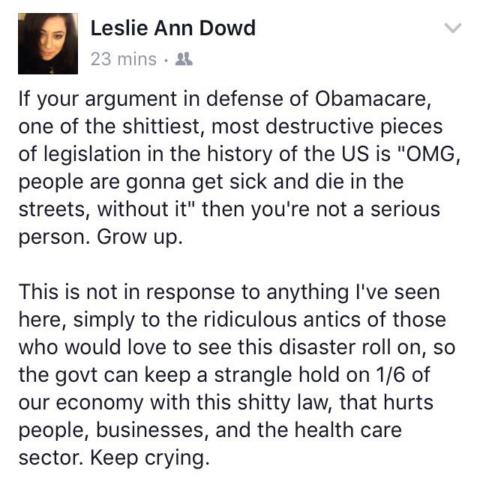 Leslie Ann Dowd
23 mins ·
If your argument in defense of Obamacare,
one of the shittiest, most destructive pieces
of legislation in the history of the US is "OMG,
people are gonna get sick and die in the
streets, without it" then you're not a serious
person. Grow up.
This is not in response to anything I've seen
here, simply to the ridiculous antics of those
who would love to see this disaster roll on, so
the govt can keep a strangle hold on 1/6 of
our economy with this shitty law, that hurts
people, businesses, and the health care
sector. Keep crying.